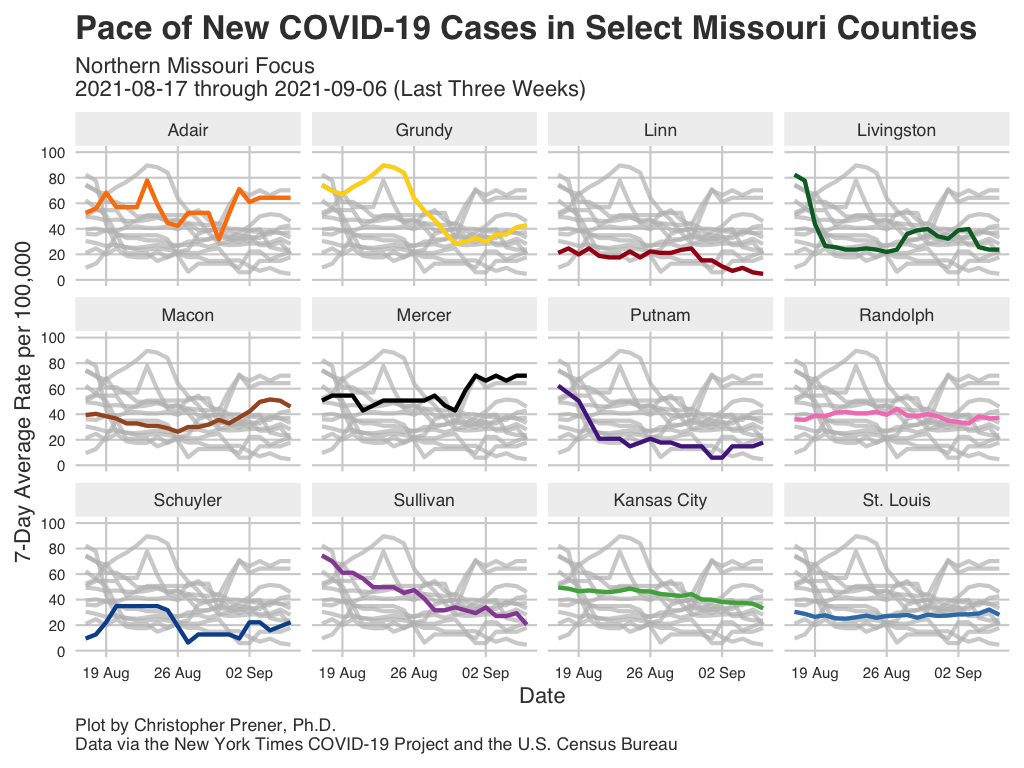 Pace of New COVID-19 Cases in Select Missouri Counties
Northern Missouri Focus
2021-08-17 through 2021-09-06 (Last Three Weeks)
7-Day Average Rate per 100,000
Adair Grundy Linn Livingston
100
80
60
40
20
0
Macon Mercer Putnam Randolph
100
80
60
40
20
0
Schuyler Sullivan Kansas City St. Louis
100
80
60
40
20
0
19 Aug 26 Aug 02 Sep 19 Aug 26 Aug 02 Sep 19 Aug 26 Aug 02 Sep 19 Aug 26 Aug 02 Sep
Date
Plot by Christopher Prener, Ph.D.
Data via the New York Times COVID-19 Project and the U.S. Census Bureau